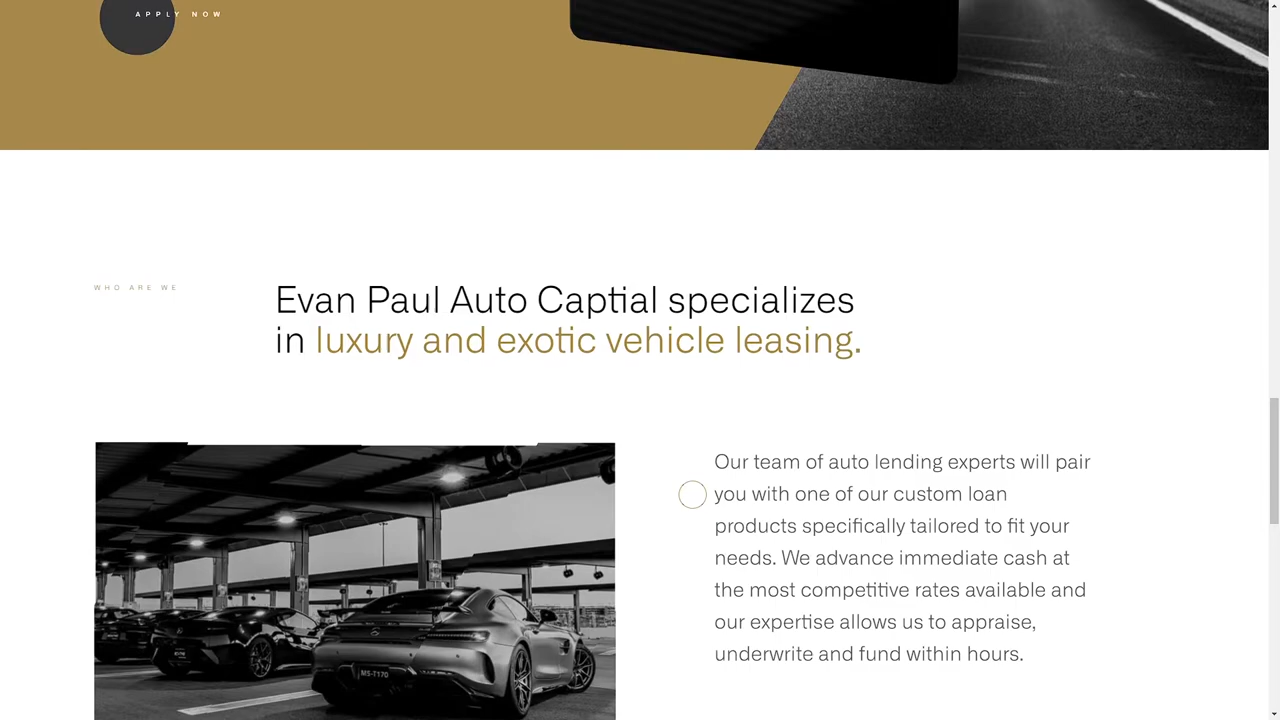 APPLY NOW
WHO ARE WE
Evan Paul Auto Captial specializes
in luxury and exotic vehicle leasing.
Our team of auto lending experts will pair
you with one of our custom loan
products specifically tailored to fit your
needs. We advance immediate cash at
the most competitive rates available and
our expertise allows us to appraise,
underwrite and fund within hours.
MS-T170